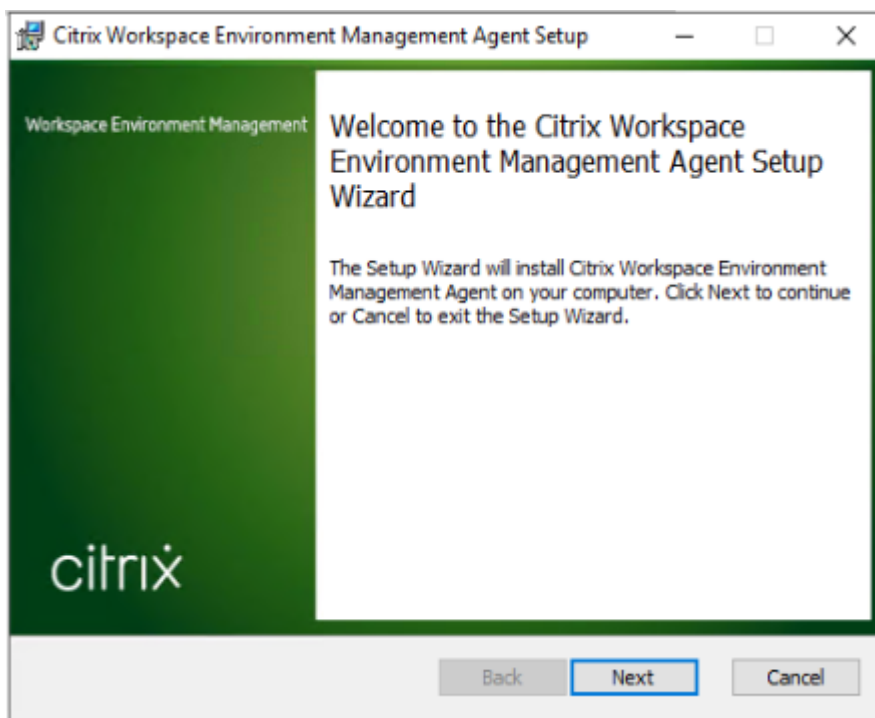 Citrix Workspace Environment Management Agent Setup
Workspace Environment Management
Welcome to the Citrix Workspace
Environment Management Agent Setup
Wizard
The Setup Wizard will install Citrix Workspace Environment
Management Agent on your computer. Click Next to continue
or Cancel to exit the Setup Wizard.
citrix
Back Next Cancel